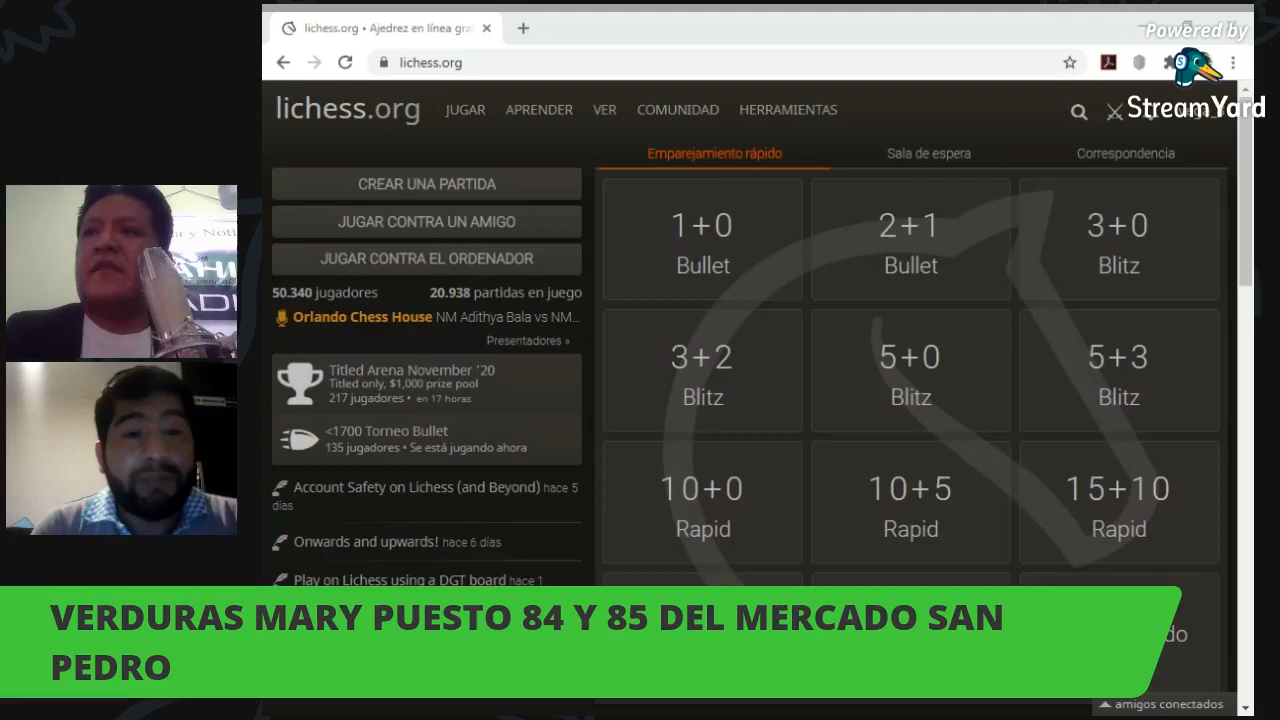 lichess.org • Ajedrez en línea gra
Powered by
StreamYard
lichess.org
lichess.org
JUGAR
APRENDER
VER
COMUNIDAD
HERRAMIENTAS
Emparejamiento rápido
Sala de espera
Correspondencia
CREAR UNA PARTIDA
JUGAR CONTRA UN AMIGO
JUGAR CONTRA EL ORDENADOR
50.340 jugadores
20.938 partidas en juego
Orlando Chess House NM Adithya Bala vs NM...
Presentadores »
Titled Arena November '20
Titled only, $1,000 prize pool
217 jugadores • en 17 horas
<1700 Torneo Bullet
135 jugadores • Se está jugando ahora
Account Safety on Lichess (and Beyond) hace 5
días
Onwards and upwards! hace 6 días
Play on Lichess using a DGT board hace 1
1+0
Bullet
2+1
Bullet
3+0
Blitz
3+2
Blitz
5+0
Blitz
5+3
Blitz
10+0
Rapid
10+5
Rapid
15+10
Rapid
do
VERDURAS MARY PUESTO 84 Y 85 DEL MERCADO SAN
PEDRO
amigos conectados
y Noti